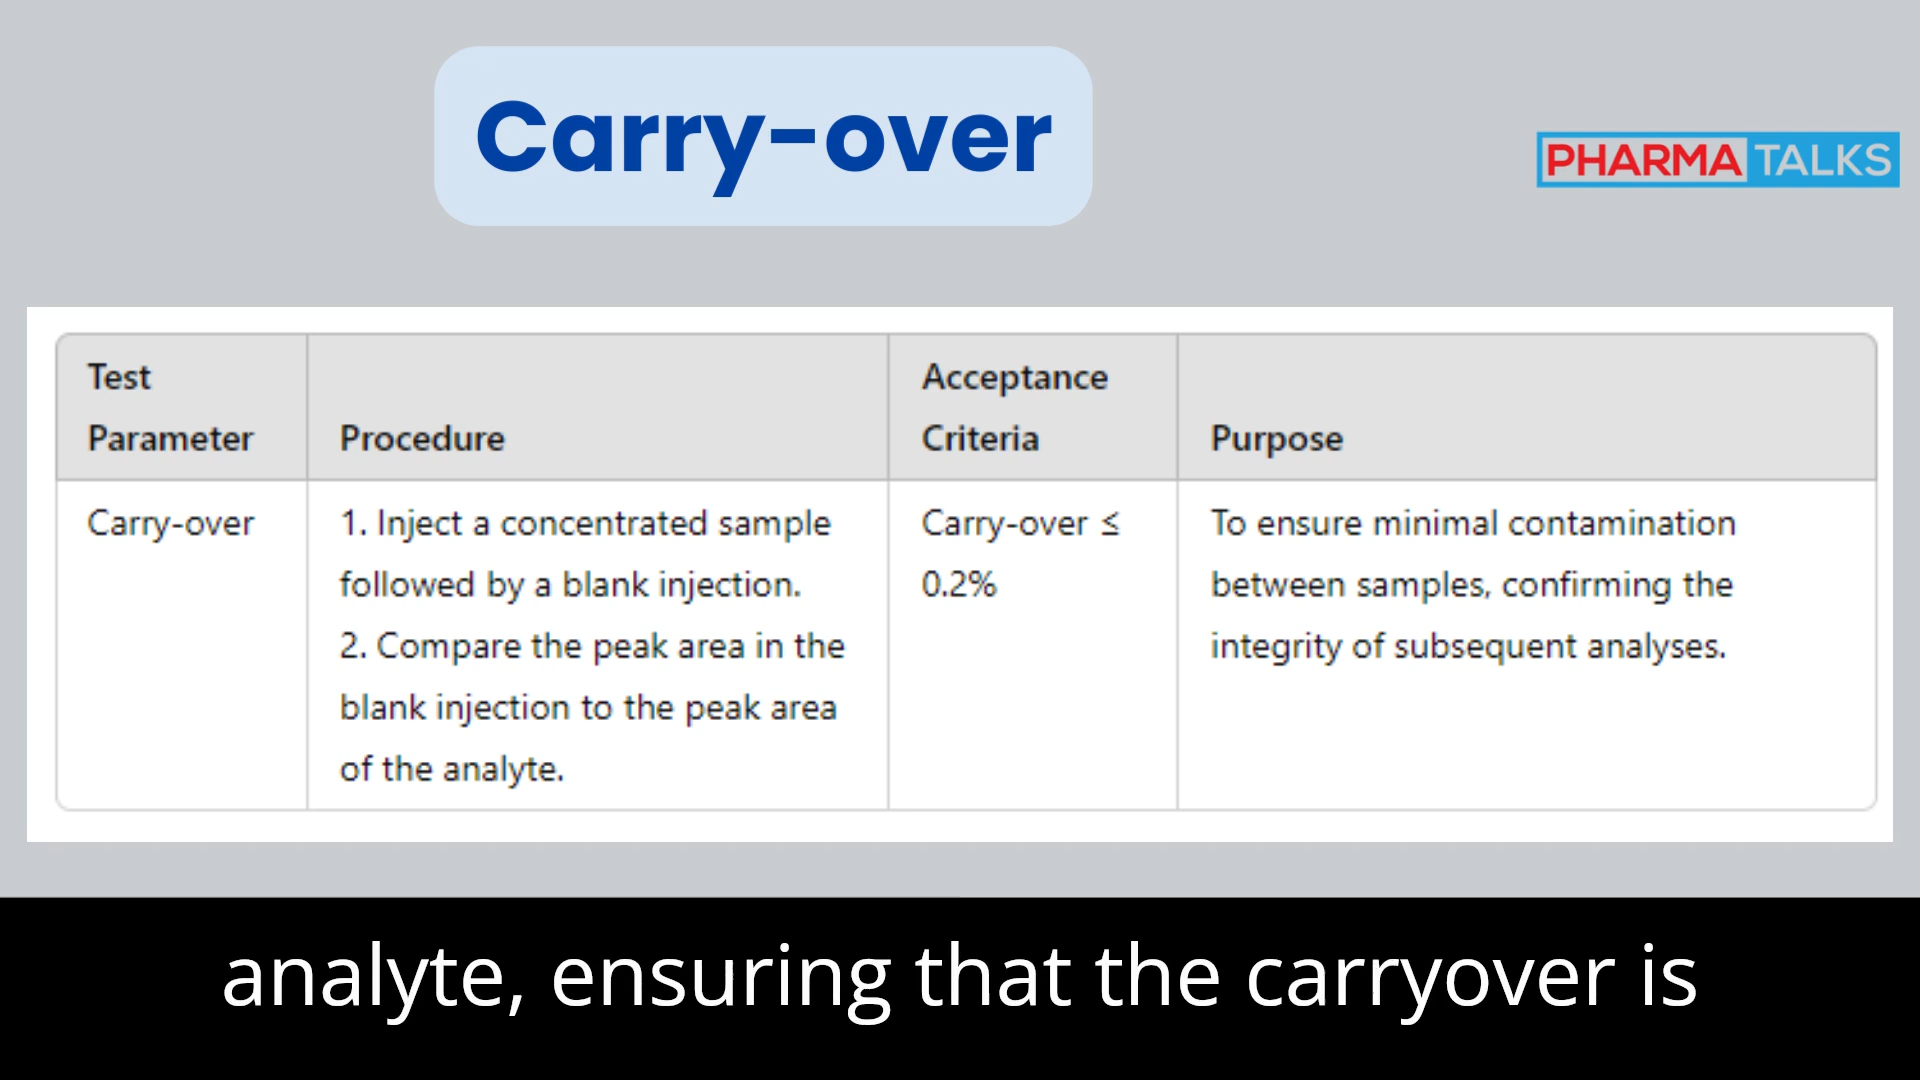 Carry-over
PHARMA TALKS
Test
Parameter
Procedure
Acceptance
Criteria
Purpose
Carry-over
1. Inject a concentrated sample
followed by a blank injection.
2. Compare the peak area in the
blank injection to the peak area
of the analyte.
Carry-over ≤
0.2%
To ensure minimal contamination
between samples, confirming the
integrity of subsequent analyses.
analyte, ensuring that the carryover is